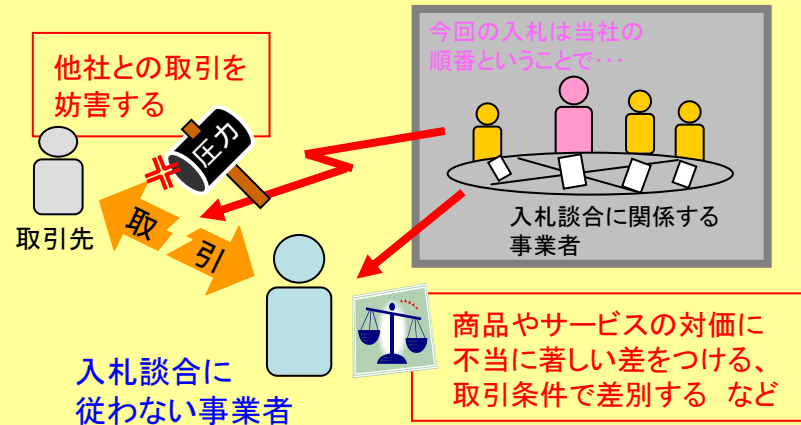 今回の入札は当社の
順番ということで・・・
他社との取引を
妨害する
圧力
取引先
取
引
入札談合に関係する
事業者
商品やサービスの対価に
不当に著しい差をつける、
取引条件で差別する など
入札談合に
従わない事業者